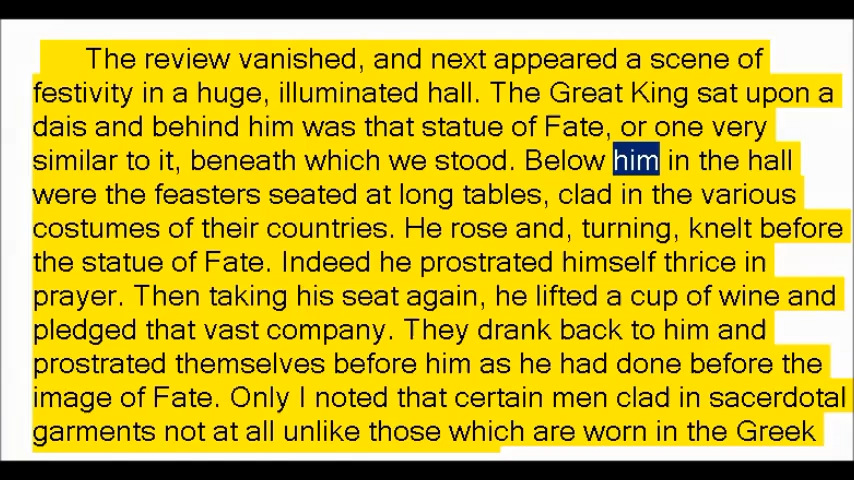 The review vanished, and next appeared a scene of
festivity in a huge, illuminated hall. The Great King sat upon a
dais and behind him was that statue of Fate, or one very
similar to it, beneath which we stood. Below him in the hall
were the feasters seated at long tables, clad in the various
costumes of their countries. He rose and, turning, knelt before
the statue of Fate. Indeed he prostrated himself thrice in
prayer. Then taking his seat again, he lifted a cup of wine and
pledged that vast company. They drank back to him and
prostrated themselves before him as he had done before the
image of Fate. Only I noted that certain men clad in sacerdotal
garments not at all unlike those which are worn in the Greek